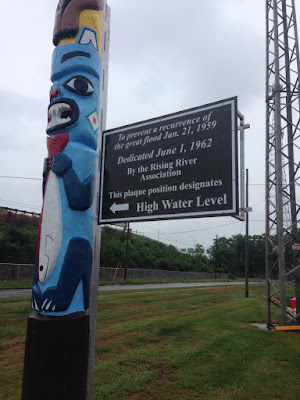 To prevent a recurrence of
the great flood Jan. 21, 1959
Dedicated June 1, 1962
By the Rising River
Association
This plaque position designates
High Water Level